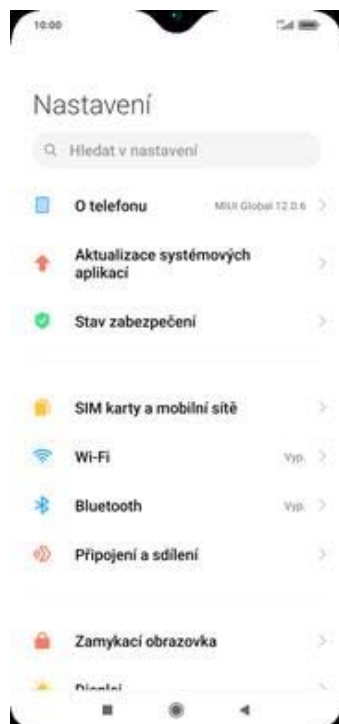 10:00
Nastavení
Hledat v nastavení
O telefonu
MIUI Global 12.0.6
Aktualizace systémových
aplikací
Stav zabezpečení
SIM karty a mobilní sítě
Wi-Fi
Vyp.
Bluetooth
Vyp.
Připojení a sdílení
Zamykací obrazovka
Displej